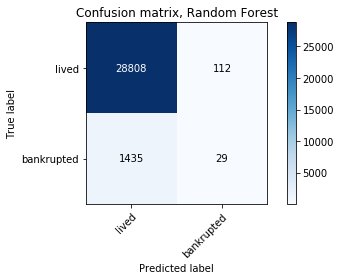 Confusion matrix, Random Forest
True label
lived
28808
112
bankrupted
1435
29
lived
bankrupted
Predicted label
25000
20000
15000
10000
5000